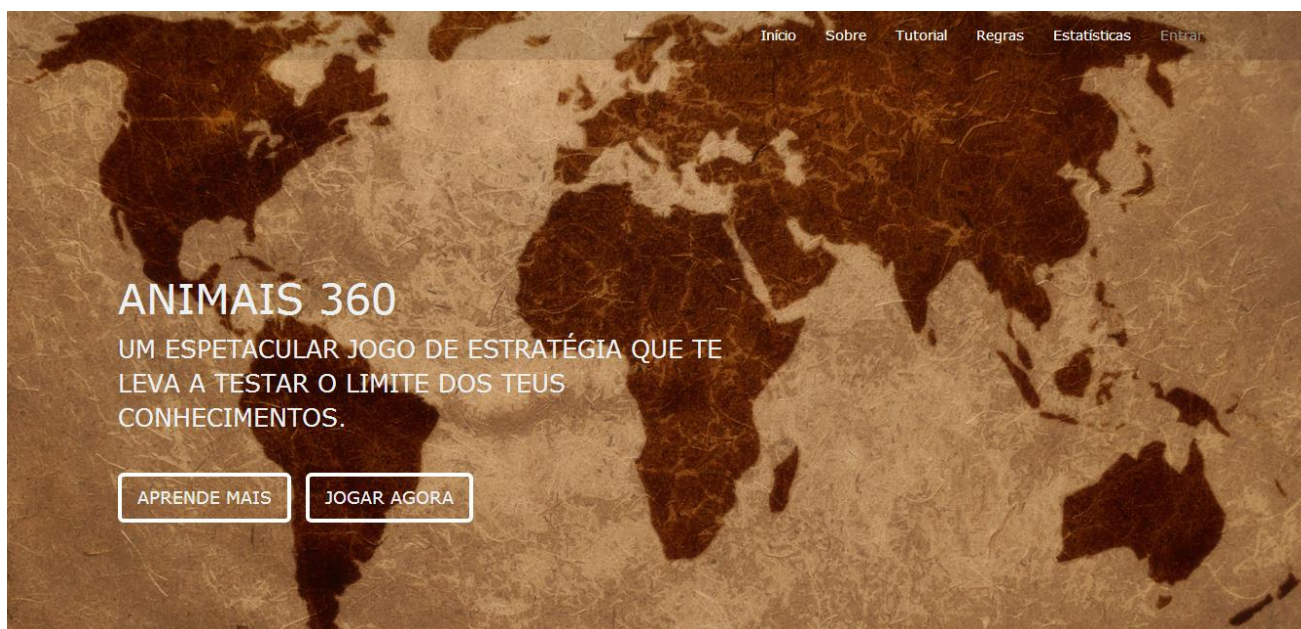 Início Sobre Tutorial Regras Estatísticas Entrar
ANIMAIS 360
UM ESPETACULAR JOGO DE ESTRATÉGIA QUE TE
LEVA A TESTAR O LIMITE DOS TEUS
CONHECIMENTOS.
APRENDE MAIS JOGAR AGORA